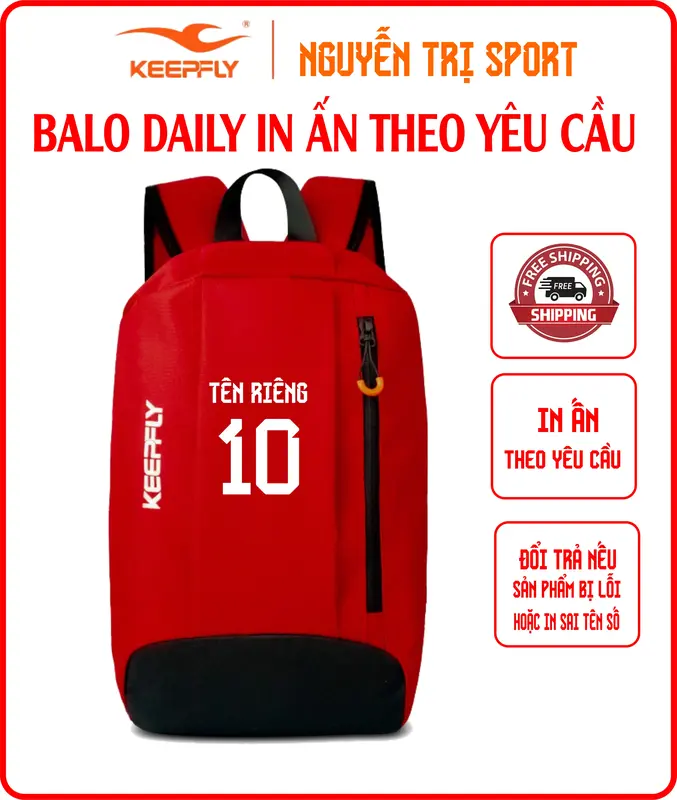 KEEPFLY ®
NGUYỄN TRỊ SPORT
BALO DAILY IN ẤN THEO YÊU CẦU
FREE SHIPPING
FREE
SHIPPING
TÊN RIÊNG
10
KEEPFLY
IN ẤN
THEO YÊU CẦU
ĐỔI TRẢ NẾU
SẢN PHẨM BỊ LỖI
HOẶC IN SAI TÊN SỐ